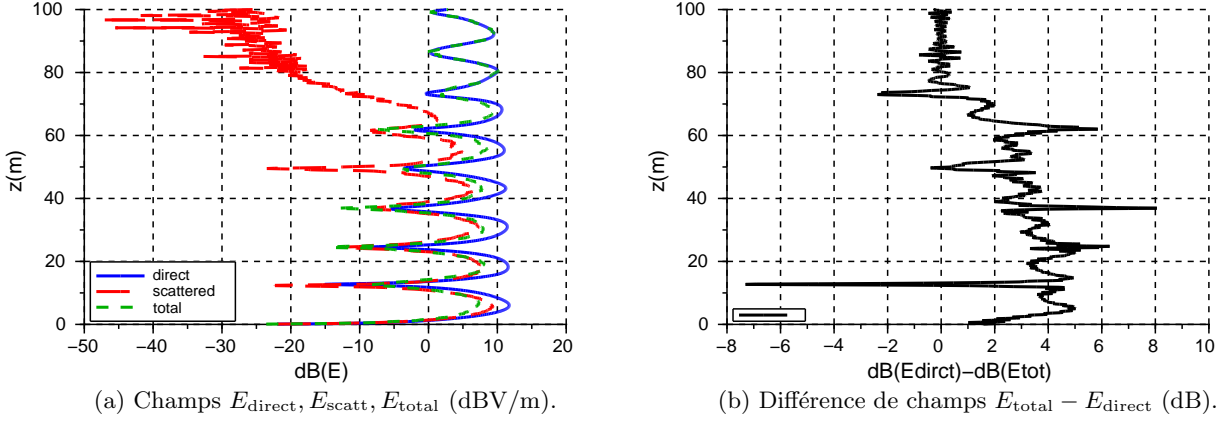 100
80
60
40
20
0
z(m)
−50 −40 −30 −20 −10 0 10 20
dB(E)
direct
scattered
total
(a) Champs E_direct, E_scatt, E_total (dBV/m).
100
80
60
40
20
0
z(m)
−8 −6 −4 −2 0 2 4 6 8 10
dB(Edirct)−dB(Etot)
(b) Différence de champs E_total − E_direct (dB).